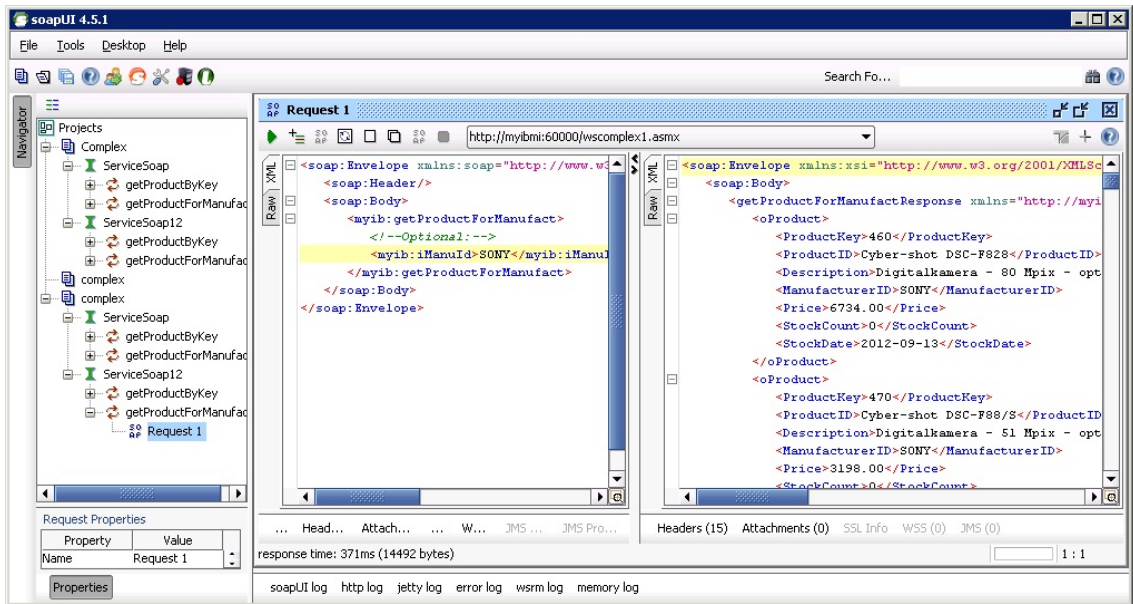 soapUI 4.5.1
File Tools Desktop Help
Search Fo...
Navigator
Projects
Complex
ServiceSoap
getProductByKey
getProductForManufac
ServiceSoap12
getProductByKey
getProductForManufac
complex
complex
ServiceSoap
getProductByKey
getProductForManufac
ServiceSoap12
getProductByKey
getProductForManufac
SOAP Request 1
Request Properties
Property Value
Name Request 1
Properties
SOAP Request 1
http://myibmi:60000/wscomplex1.asmx
XML
Raw
<soap:Envelope xmlns:soap="http://www.w3
<soap:Header/>
<soap:Body>
<myib:getProductForManufact>
<!--Optional:-->
<myib:iManuId>SONY</myib:iManuI
</myib:getProductForManufact>
</soap:Body>
</soap:Envelope>
... Head... Attach... ... W... JMS ... JMS Pro...
XML
Raw
<soap:Envelope xmlns:xsi="http://www.w3.org/2001/XMLSc
<soap:Body>
<getProductForManufactResponse xmlns="http://myi
<oProduct>
<ProductKey>460</ProductKey>
<ProductID>Cyber-shot DSC-F828</ProductID>
<Description>Digitalkamera - 80 Mpix - opt
<ManufacturerID>SONY</ManufacturerID>
<Price>6734.00</Price>
<StockCount>0</StockCount>
<StockDate>2012-09-13</StockDate>
</oProduct>
<oProduct>
<ProductKey>470</ProductKey>
<ProductID>Cyber-shot DSC-F88/S</ProductID
<Description>Digitalkamera - 51 Mpix - opt
<ManufacturerID>SONY</ManufacturerID>
<Price>3198.00</Price>
<StockCount>0</StockCount>
Headers (15) Attachments (0) SSL Info WSS (0) JMS (0)
response time: 371ms (14492 bytes)
1 : 1
soapUI log http log jetty log error log wsrm log memory log